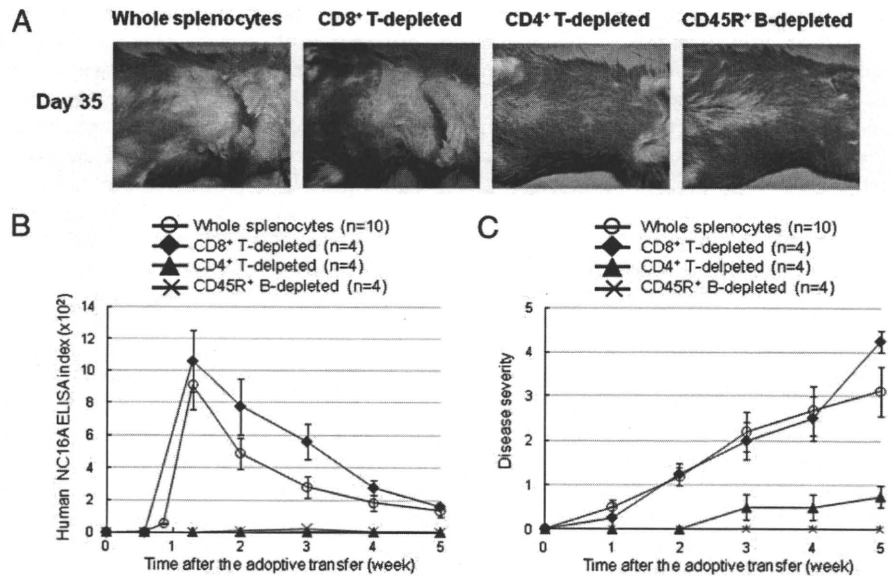 A
Whole splenocytes
CD8+ T-depleted
CD4+ T-depleted
CD45R+ B-depleted
Day 35
B
Whole splenocytes (n=10)
CD8+ T-depleted (n=4)
CD4+ T-delpeted (n=4)
CD45R+ B-depleted (n=4)
Human NC16A ELISA index (x10²)
14
12
10
8
6
4
2
0
0 1 2 3 4 5
Time after the adoptive transfer (week)
C
Whole splenocytes (n=10)
CD8+ T-depleted (n=4)
CD4+ T-delpeted (n=4)
CD45R+ B-depleted (n=4)
Disease severity
5
4
3
2
1
0
0 1 2 3 4 5
Time after the adoptive transfer (week)